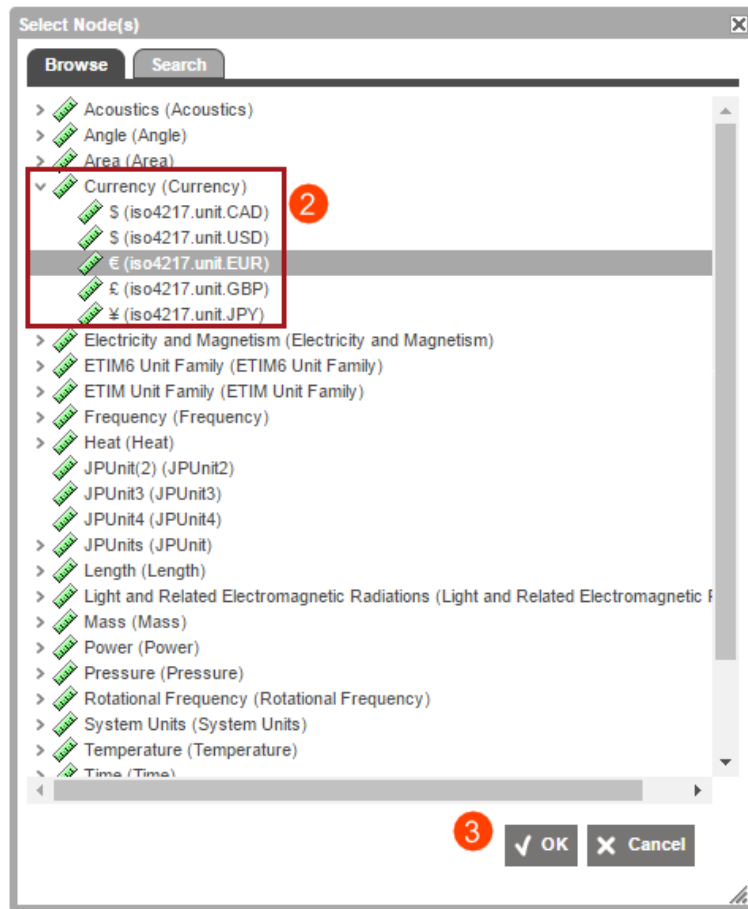 Select Node(s)
Browse Search
Acoustics (Acoustics)
Angle (Angle)
Area (Area)
Currency (Currency)
2
$ (iso4217.unit.CAD)
$ (iso4217.unit.USD)
€ (iso4217.unit.EUR)
£ (iso4217.unit.GBP)
¥ (iso4217.unit.JPY)
Electricity and Magnetism (Electricity and Magnetism)
ETIM6 Unit Family (ETIM6 Unit Family)
ETIM Unit Family (ETIM Unit Family)
Frequency (Frequency)
Heat (Heat)
JPUnit(2) (JPUnit2)
JPUnit3 (JPUnit3)
JPUnit4 (JPUnit4)
JPUnits (JPUnit)
Length (Length)
Light and Related Electromagnetic Radiations (Light and Related Electromagnetic
Mass (Mass)
Power (Power)
Pressure (Pressure)
Rotational Frequency (Rotational Frequency)
System Units (System Units)
Temperature (Temperature)
Time (Time)
3 OK Cancel